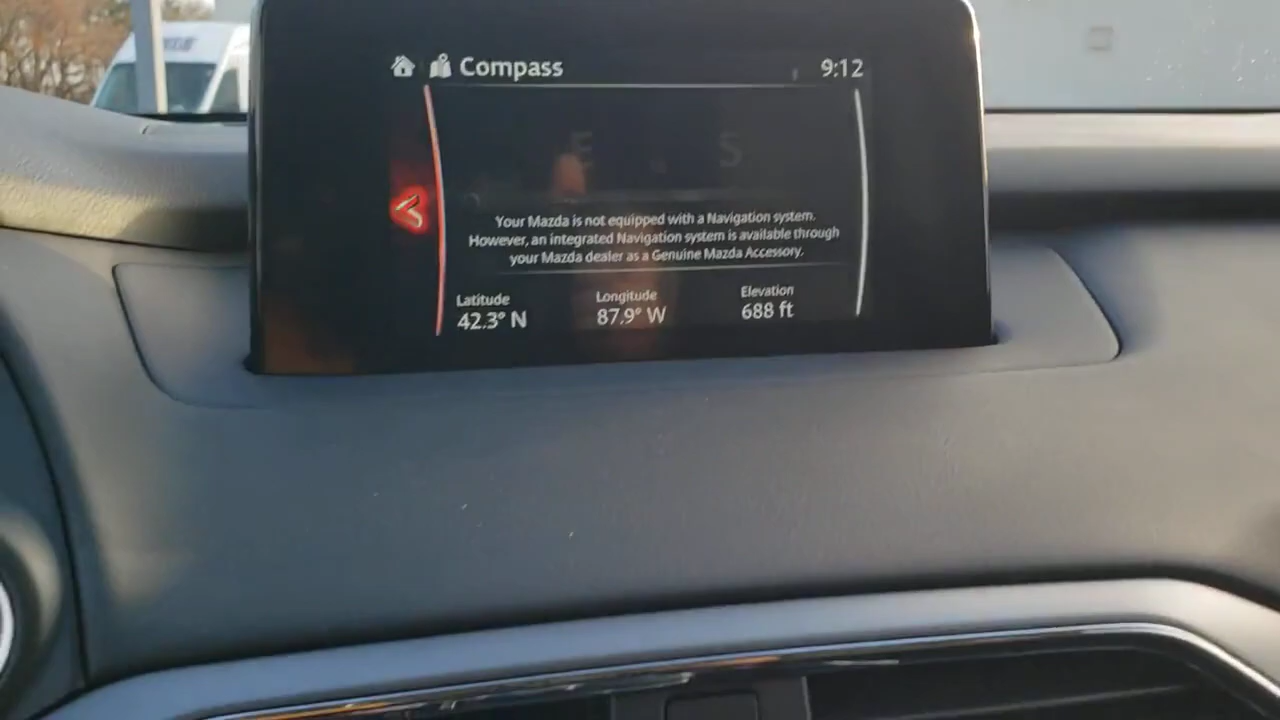 Compass 9:12
E S
Your Mazda is not equipped with a Navigation system.
However, an integrated Navigation system is available through
your Mazda dealer as a Genuine Mazda Accessory.
Latitude Longitude Elevation
42.3° N 87.9° W 688 ft